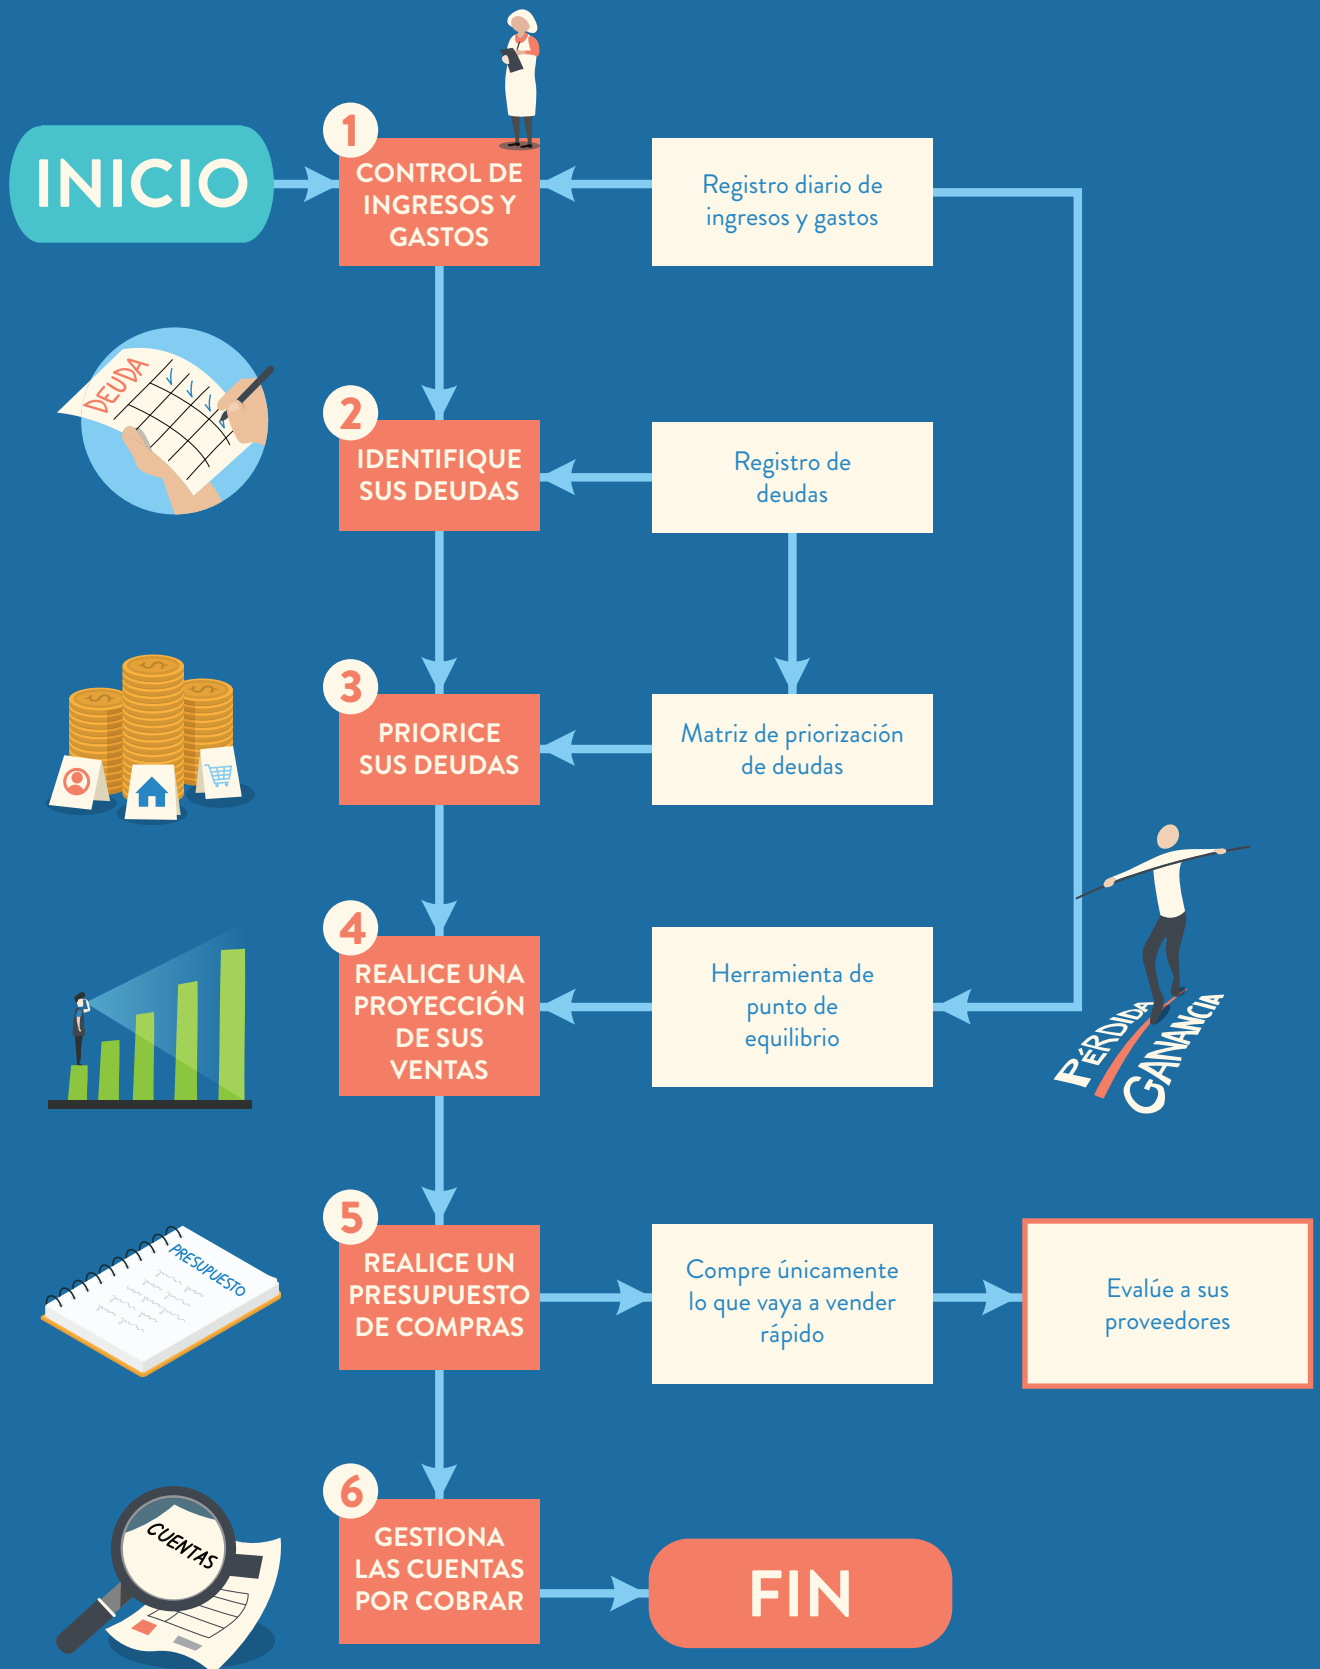 INICIO
1
CONTROL DE
INGRESOS Y
GASTOS
Registro diario de
ingresos y gastos
DEUDA
2
IDENTIFIQUE
SUS DEUDAS
Registro de
deudas
3
PRIORICE
SUS DEUDAS
Matriz de priorización
de deudas
4
REALICE UNA
PROYECCIÓN
DE SUS
VENTAS
Herramienta de
punto de
equilibrio
PÉRDIDA
GANANCIA
PRESUPUESTO
5
REALICE UN
PRESUPUESTO
DE COMPRAS
Compre únicamente
lo que vaya a vender
rápido
Evalúe a sus
proveedores
CUENTAS
6
GESTIONA
LAS CUENTAS
POR COBRAR
FIN